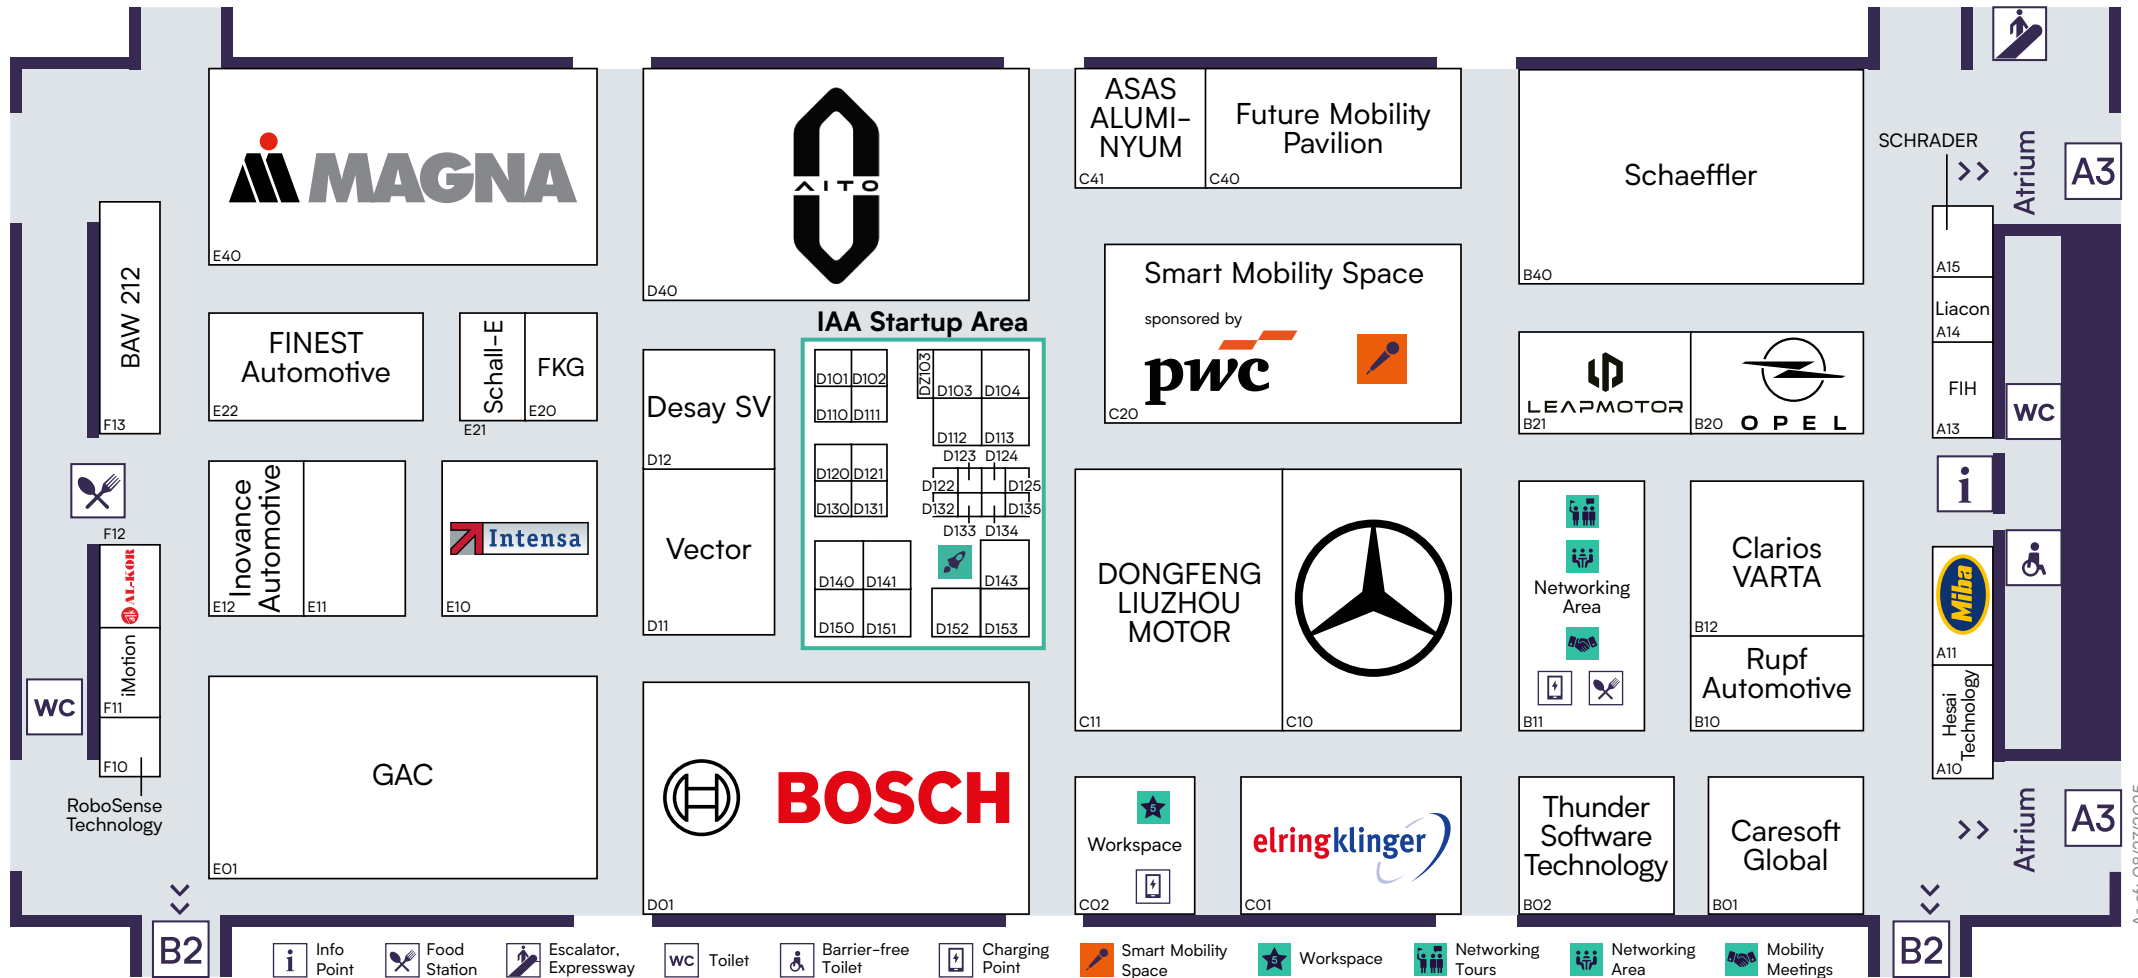 MAGNA
E40
AITO
D40
ASAS
ALUMI-
NYUM
C41
Future Mobility
Pavilion
C40
Schaeffler
B40
SCHRADER
A15
Atrium
A3
BAW 212
F13
FINEST
Automotive
E22
Schall-E
E21
FKG
E20
Desay SV
D12
IAA Startup Area
D101
D102
D110
D111
DZ103
D103
D104
D112
D113
D120
D121
D130
D131
D123
D124
D122
D125
D132
D135
D133
D134
D140
D141
D150
D151
D143
D152
D153
Smart Mobility Space
sponsored by
pwc
C20
LEAPMOTOR
B21
OPEL
B20
Liacon
A14
FIH
A13
WC
i
F12
AL-KOR
iMotion
F11
F10
RoboSense
Technology
WC
Inovance
Automotive
E12
E11
Intensa
E10
Vector
D11
DONGFENG
LIUZHOU
MOTOR
C11
C10
Networking
Area
B11
Clarios
VARTA
B12
Rupf
Automotive
B10
Miba
A11
Hesai
Technology
A10
GAC
E01
BOSCH
D01
5
Workspace
C02
elringklinger
C01
Thunder
Software
Technology
B02
Caresoft
Global
B01
Atrium
A3
B2
B2
i
Info
Point
Food
Station
Escalator,
Expressway
WC
Toilet
Barrier-free
Toilet
Charging
Point
Smart Mobility
Space
5
Workspace
Networking
Tours
Networking
Area
Mobility
Meetings